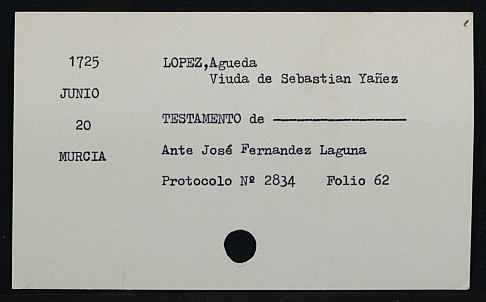 1725
JUNIO
20
MURCIA
LOPEZ,Agueda
Viuda de Sebastian Yañez
TESTAMENTO de -----------------
Ante José Fernandez Laguna
Protocolo Nº 2834 Folio 62